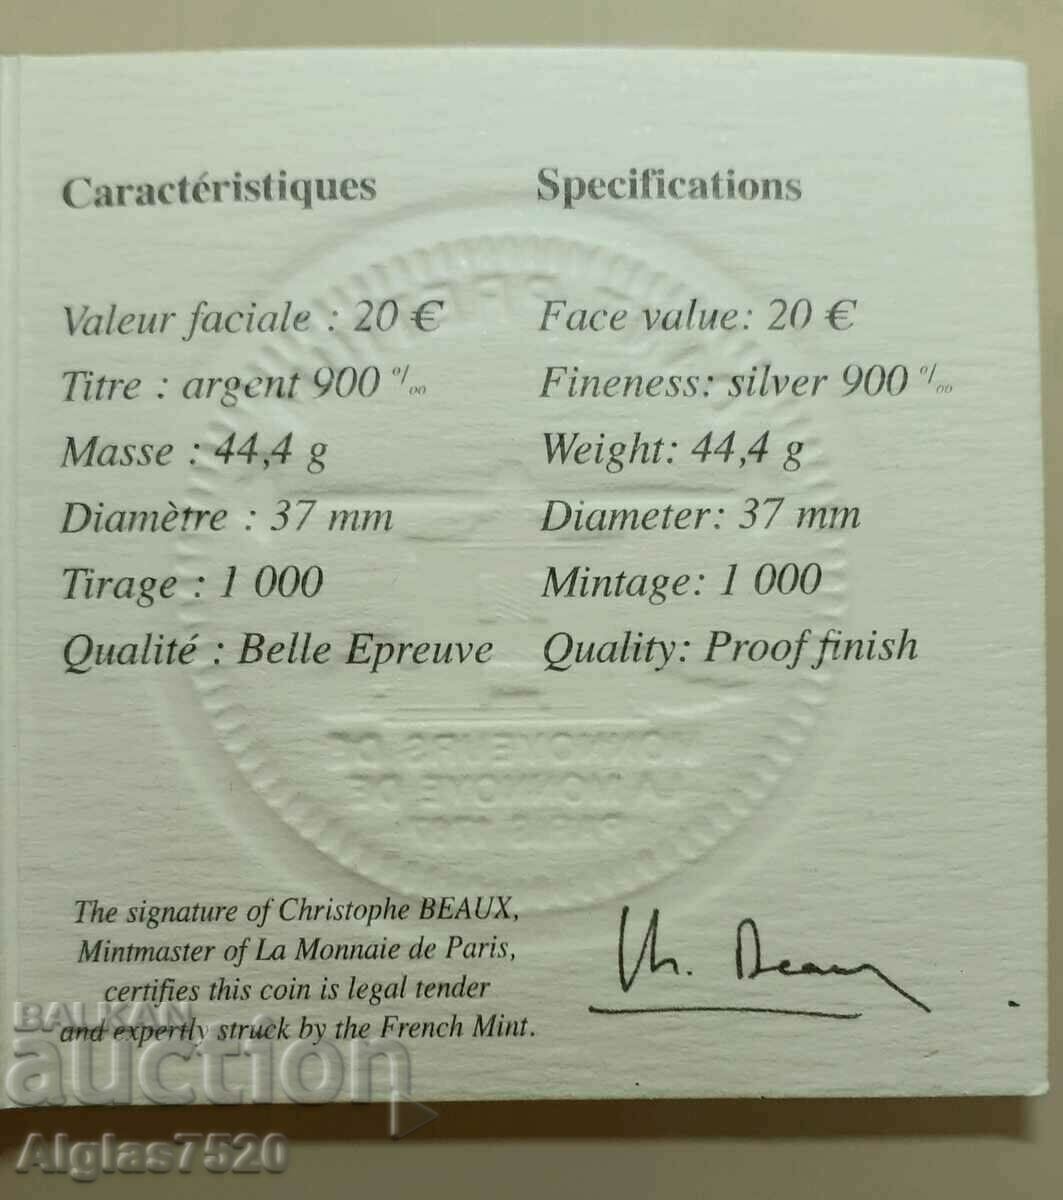 Caractéristiques
Valeur faciale : 20 €
Titre : argent 900 ‰
Masse : 44,4 g
Diamètre : 37 mm
Tirage : 1 000
Qualité : Belle Epreuve
Specifications
Face value: 20 €
Fineness: silver 900 ‰
Weight: 44,4 g
Diameter: 37 mm
Mintage: 1 000
Quality: Proof finish
The signature of Christophe BEAUX,
Mintmaster of La Monnaie de Paris,
certifies this coin is legal tender
and expertly struck by the French Mint.
Ch. Beaux
BALKAN
auction
Alglas7520